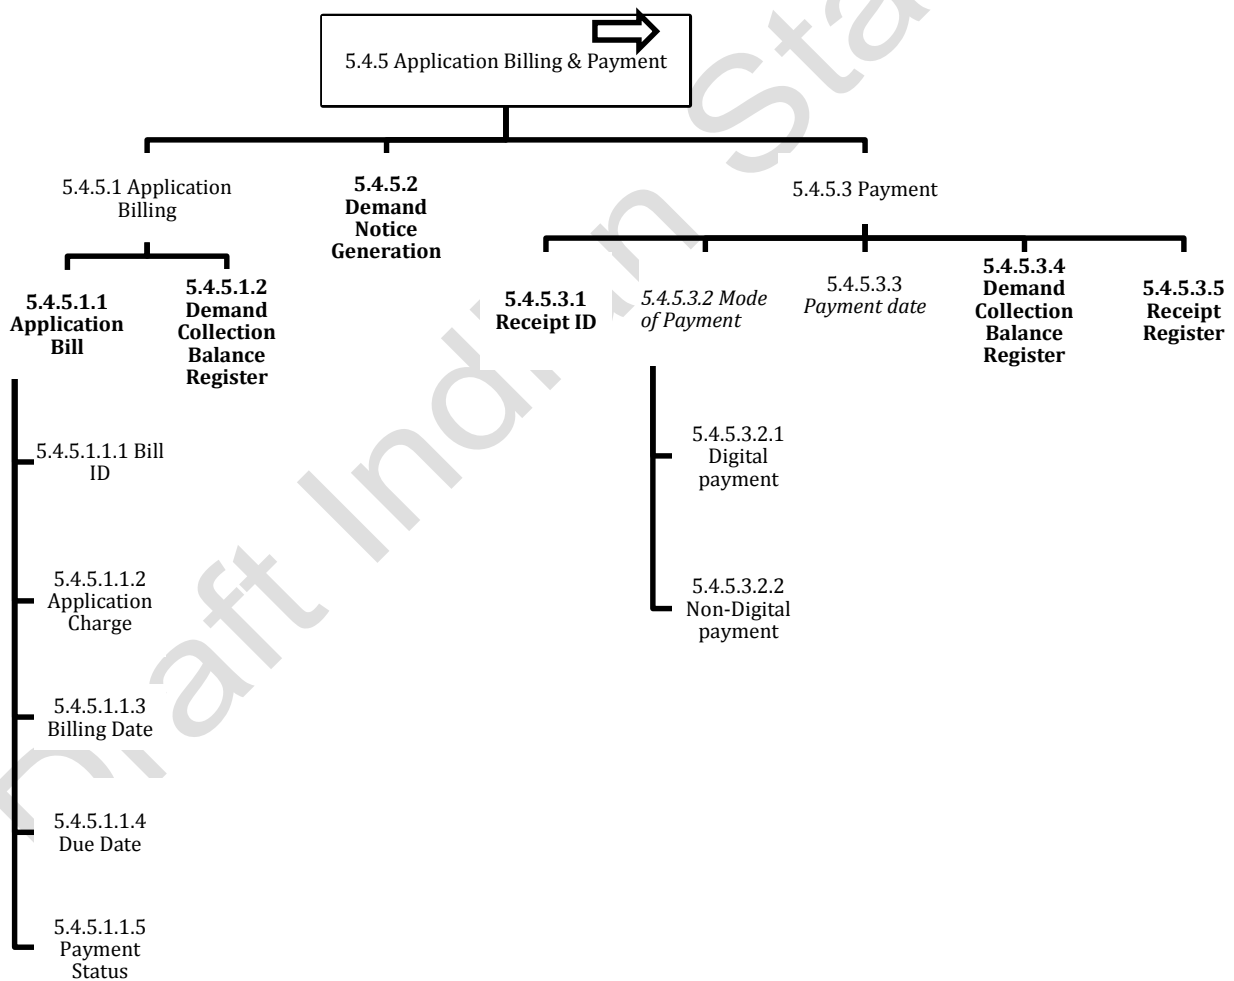 5.4.5 Application Billing & Payment
5.4.5.1 Application
Billing
5.4.5.2
Demand
Notice
Generation
5.4.5.3 Payment
5.4.5.1.1
Application
Bill
5.4.5.1.2
Demand
Collection
Balance
Register
5.4.5.3.1
Receipt ID
5.4.5.3.2 Mode
of Payment
5.4.5.3.3
Payment date
5.4.5.3.4
Demand
Collection
Balance
Register
5.4.5.3.5
Receipt
Register
5.4.5.1.1.1 Bill
ID
5.4.5.1.1.2
Application
Charge
5.4.5.1.1.3
Billing Date
5.4.5.1.1.4
Due Date
5.4.5.1.1.5
Payment
Status
5.4.5.3.2.1
Digital
payment
5.4.5.3.2.2
Non-Digital
payment
Draft Indian Sta